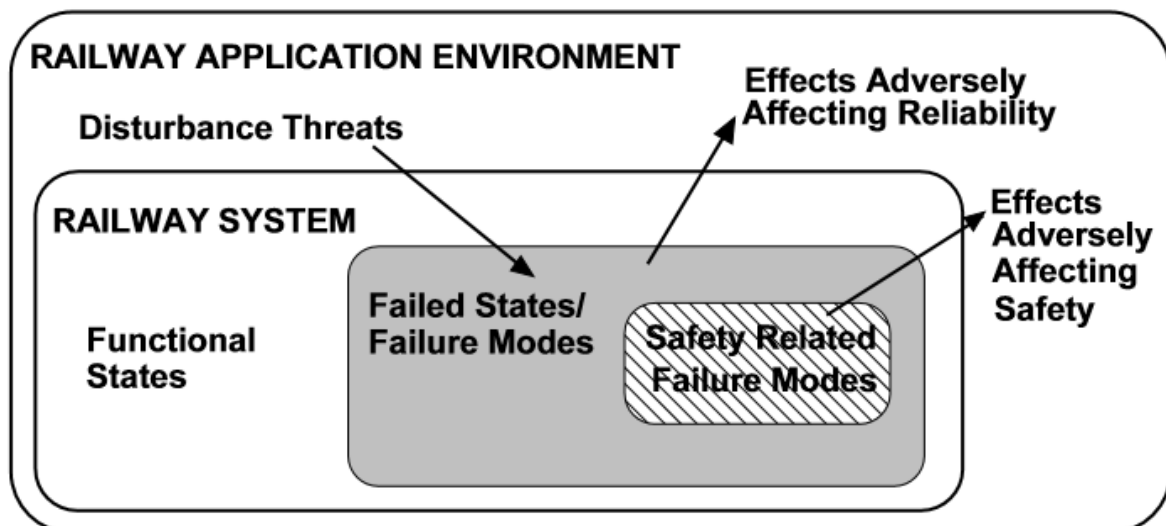 RAILWAY APPLICATION ENVIRONMENT
Effects Adversely
Affecting Reliability
Disturbance Threats
Effects
Adversely
Affecting
Safety
RAILWAY SYSTEM
Failed States/
Failure Modes
Safety Related
Failure Modes
Functional
States